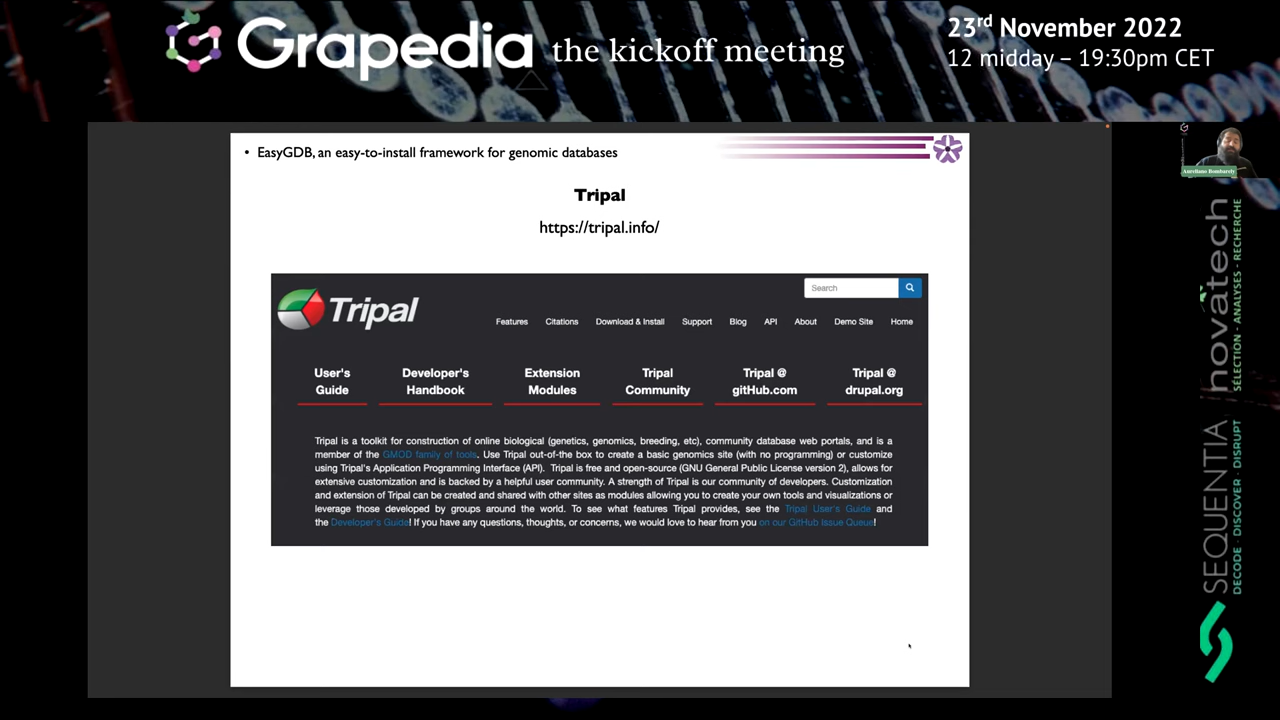 Grapedia the kickoff meeting
23rd November 2022
12 midday – 19:30pm CET
• EasyGDB, an easy-to-install framework for genomic databases
Tripal
https://tripal.info/
Tripal
Search
Features Citations Download & Install Support Blog API About Demo Site Home
User's Guide
Developer's Handbook
Extension Modules
Tripal Community
Tripal @ gitHub.com
Tripal @ drupal.org
Tripal is a toolkit for construction of online biological (genetics, genomics, breeding, etc), community database web portals, and is a
member of the GMOD family of tools. Use Tripal out-of-the box to create a basic genomics site (with no programming) or customize
using Tripal's Application Programming Interface (API). Tripal is free and open-source (GNU General Public License version 2), allows for
extensive customization and is backed by a helpful user community. A strength of Tripal is our community of developers. Customization
and extension of Tripal can be created and shared with other sites as modules allowing you to create your own tools and visualizations or
leverage those developed by groups around the world. To see what features Tripal provides, see the Tripal User's Guide and
the Developer's Guide! If you have any questions, thoughts, or concerns, we would love to hear from you on our GitHub Issue Queue!
Aureliano Bombarely
novatech
SÉLECTION - ANALYSES - RECHERCHE
SEQUENTIA
DECODE · DISCOVER · DISRUPT